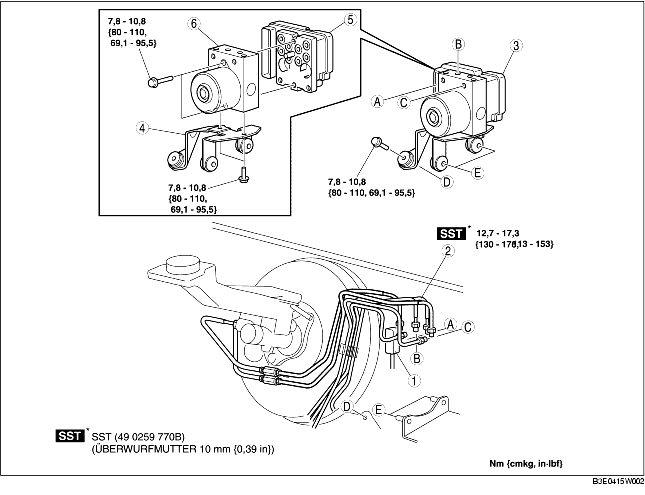 7,8 - 10,8
{80 - 110,
69,1 - 95,5}
6
5
4
7,8 - 10,8
{80 - 110,
69,1 - 95,5}
B
3
A
C
E
D
7,8 - 10,8
{80 - 110, 69,1 - 95,5}
SST* 12,7 - 17,3
{130 - 176, 113 - 153}
2
A
C
B
1
D
E
SST* SST (49 0259 770B)
(ÜBERWURFMUTTER 10 mm {0,39 in})
Nm {cmkg, in-lbf}
B3E0415W002